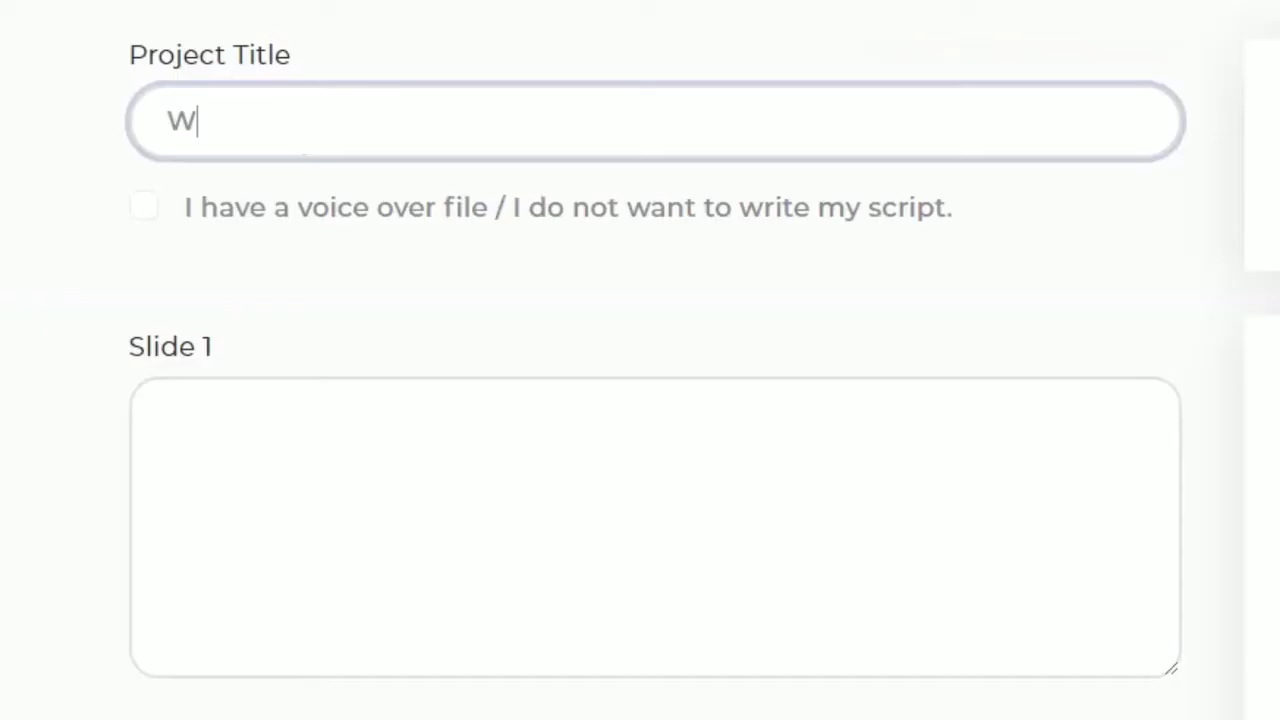 Project Title
W
I have a voice over file / I do not want to write my script.
Slide 1